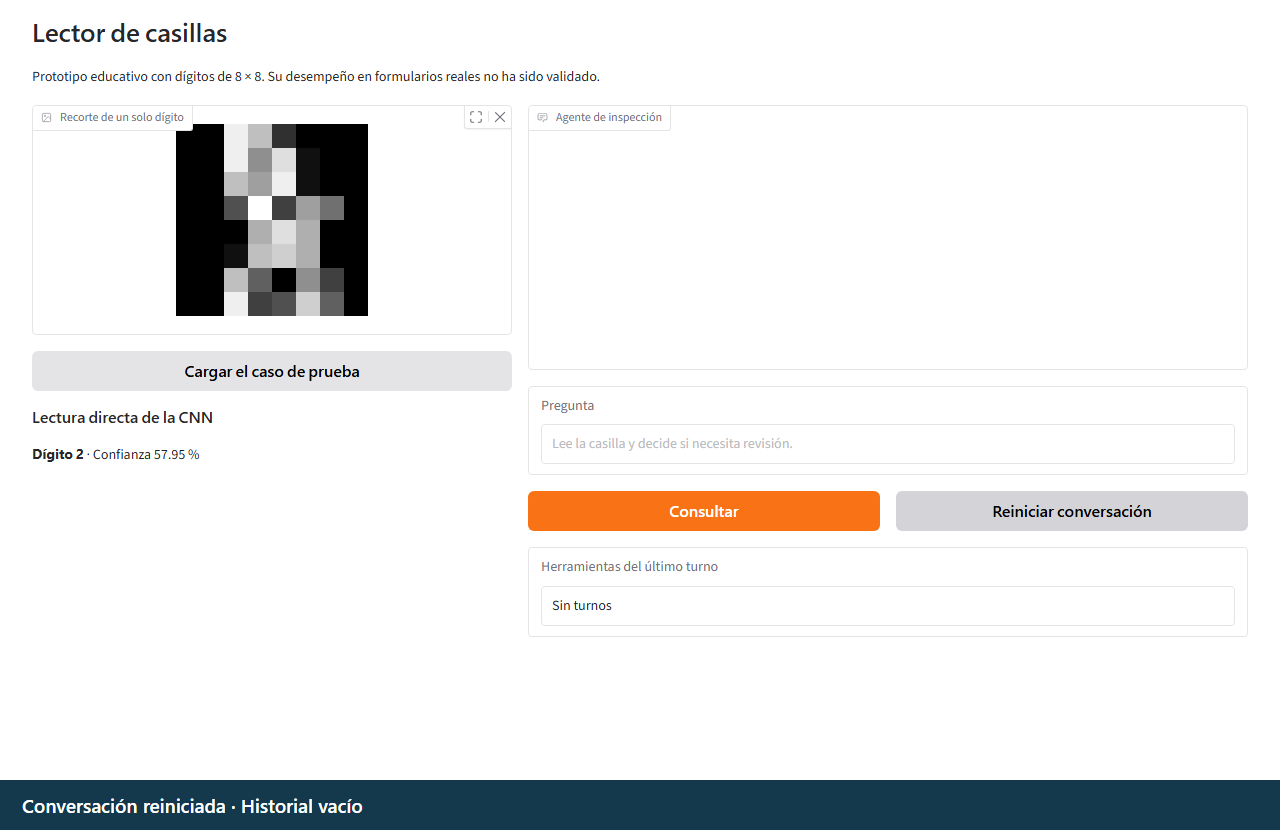 Lector de casillas
Prototipo educativo con dígitos de 8 × 8. Su desempeño en formularios reales no ha sido validado.
Recorte de un solo dígito
Cargar el caso de prueba
Lectura directa de la CNN
Dígito 2 · Confianza 57.95 %
Agente de inspección
Pregunta
Lee la casilla y decide si necesita revisión.
Consultar
Reiniciar conversación
Herramientas del último turno
Sin turnos
Conversación reiniciada · Historial vacío